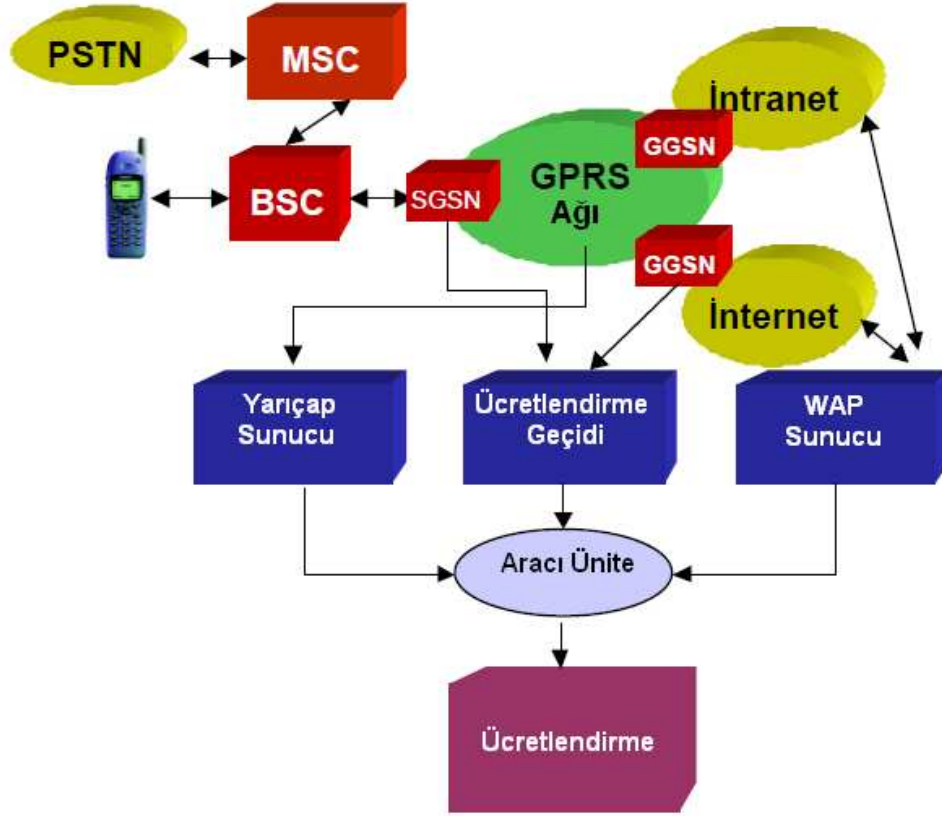 PSTN
MSC
İntranet
GGSN
GPRS
Ağı
BSC
SGSN
GGSN
İnternet
Yarıçap
Sunucu
Ücretlendirme
Geçidi
WAP
Sunucu
Aracı Ünite
Ücretlendirme